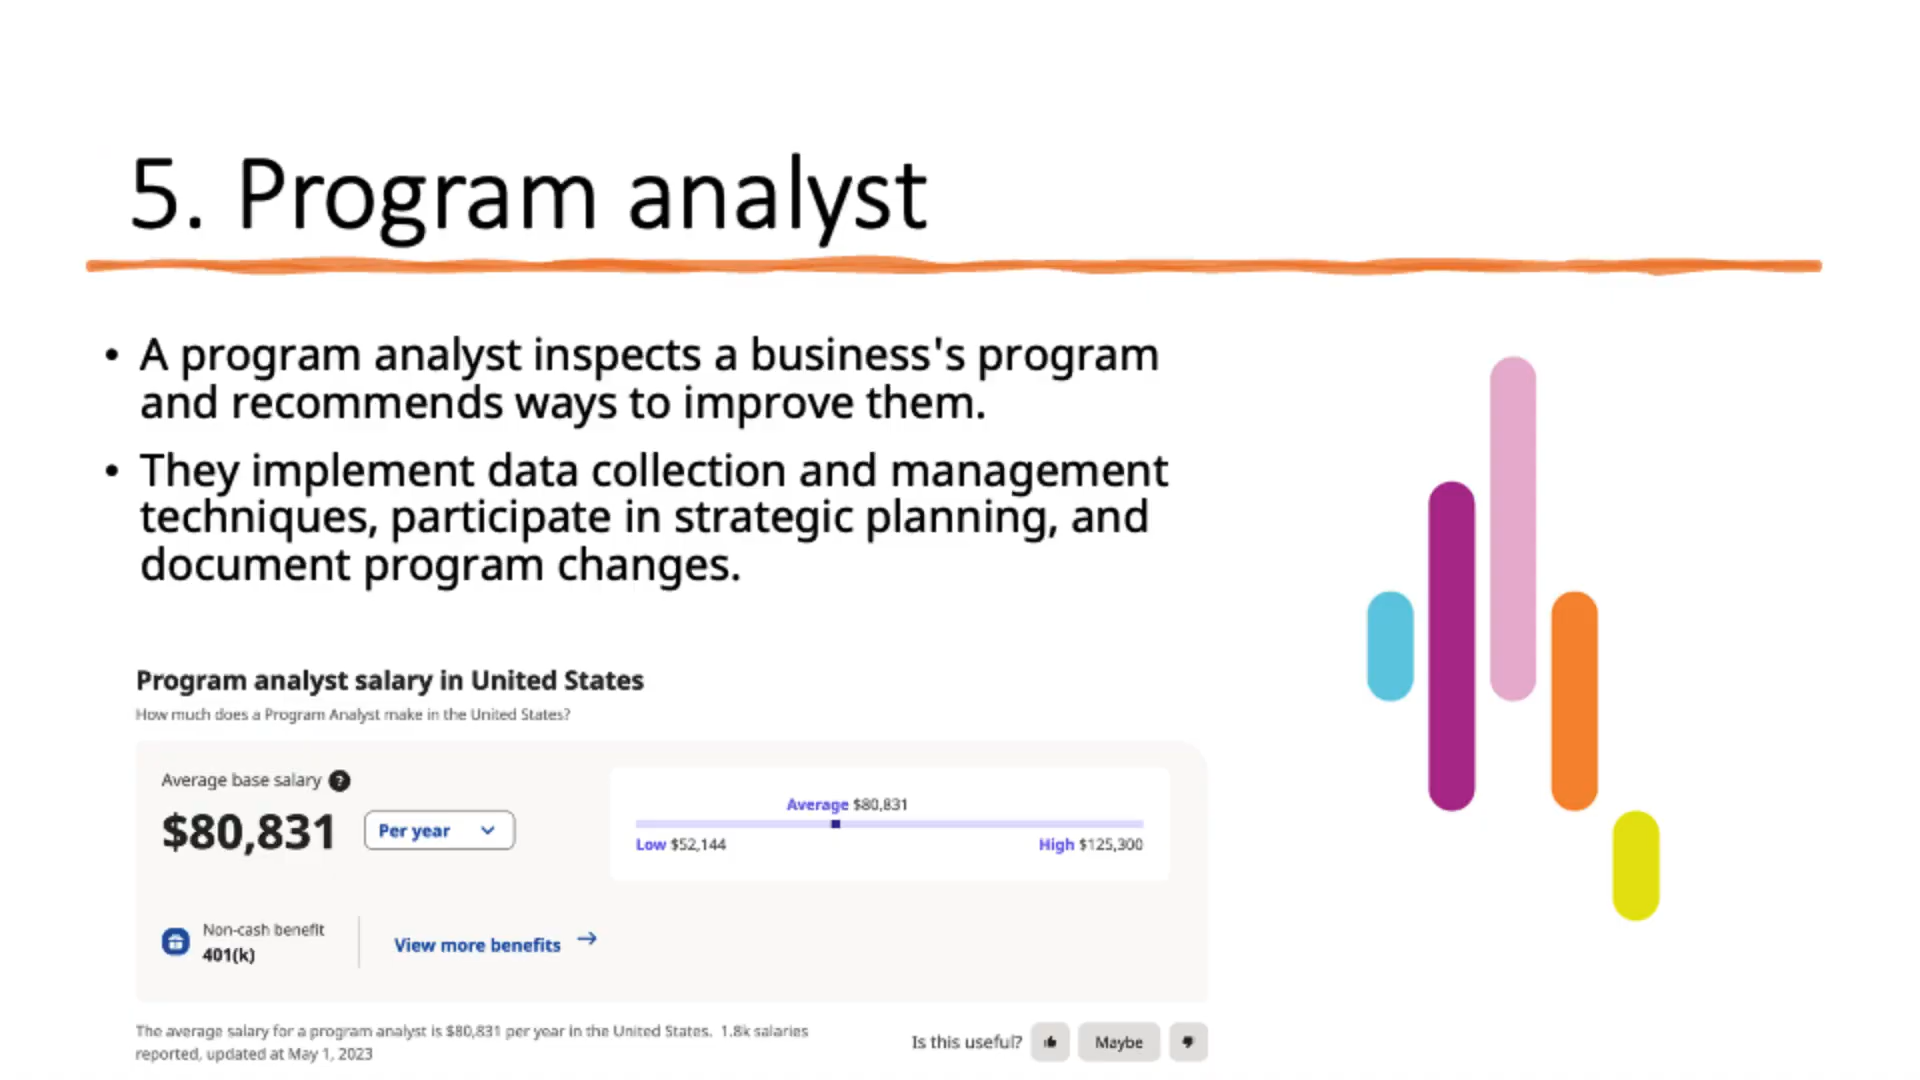 5. Program analyst
• A program analyst inspects a business's program
and recommends ways to improve them.
• They implement data collection and management
techniques, participate in strategic planning, and
document program changes.
Program analyst salary in United States
How much does a Program Analyst make in the United States?
Average base salary ?
$80,831 Per year
Average $80,831
Low $52,144 High $125,300
Non-cash benefit
401(k)
View more benefits →
The average salary for a program analyst is $80,831 per year in the United States. 1.8k salaries
reported, updated at May 1, 2023
Is this useful? Maybe